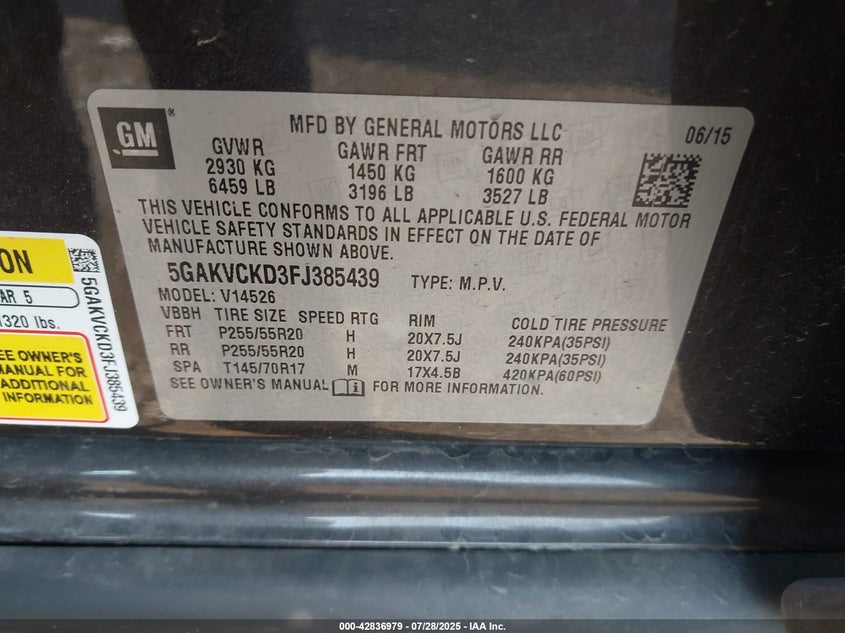 GM ®
MFD BY GENERAL MOTORS LLC 06/15
GVWR GAWR FRT GAWR RR
2930 KG 1450 KG 1600 KG
6459 LB 3196 LB 3527 LB
THIS VEHICLE CONFORMS TO ALL APPLICABLE U.S. FEDERAL MOTOR
VEHICLE SAFETY STANDARDS IN EFFECT ON THE DATE OF
MANUFACTURE SHOWN ABOVE.
5GAKVCKD3FJ385439 TYPE: M.P.V.
MODEL: V14526
VBBH TIRE SIZE SPEED RTG RIM COLD TIRE PRESSURE
FRT P255/55R20 H 20X7.5J 240KPA(35PSI)
RR P255/55R20 H 20X7.5J 240KPA(35PSI)
SPA T145/70R17 M 17X4.5B 420KPA(60PSI)
SEE OWNER'S MANUAL i FOR MORE INFORMATION.
ON
AR 5
1320 lbs.
SEE OWNER'S
MANUAL FOR
ADDITIONAL
INFORMATION
5GAKVCKD3FJ385439
000-42836979 / 07/28/2025 - IAA Inc.